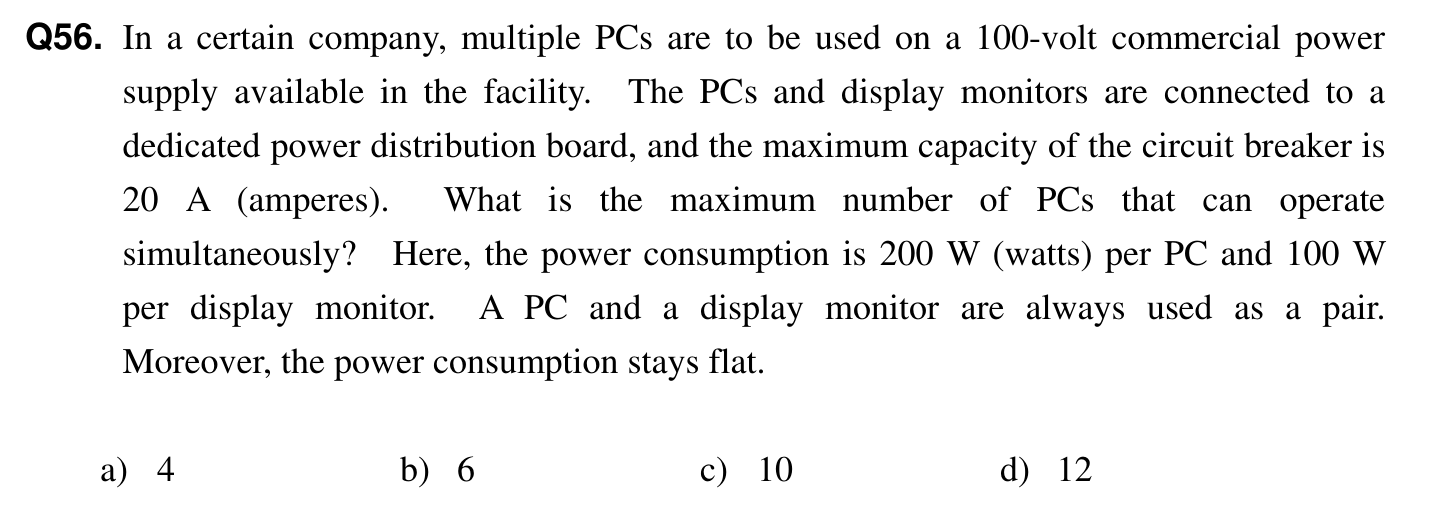 Q56. In a certain company, multiple PCs are to be used on a 100-volt commercial power
supply available in the facility. The PCs and display monitors are connected to a
dedicated power distribution board, and the maximum capacity of the circuit breaker is
20 A (amperes). What is the maximum number of PCs that can operate
simultaneously? Here, the power consumption is 200 W (watts) per PC and 100 W
per display monitor. A PC and a display monitor are always used as a pair.
Moreover, the power consumption stays flat.
a) 4 b) 6 c) 10 d) 12